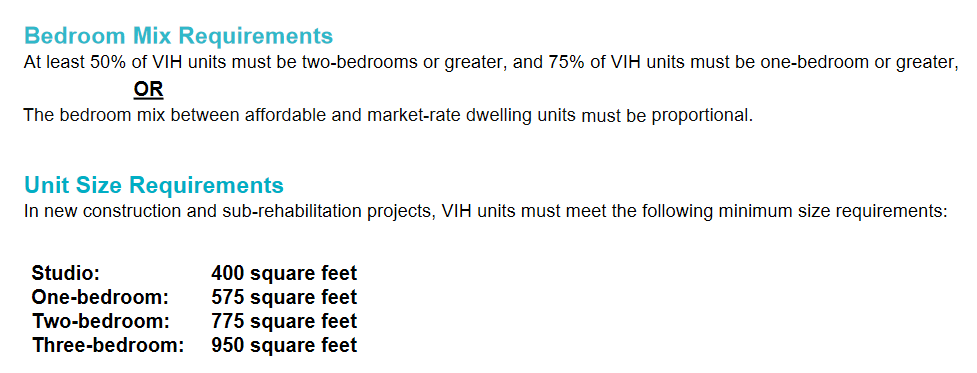 Bedroom Mix Requirements
At least 50% of VIH units must be two-bedrooms or greater, and 75% of VIH units must be one-bedroom or greater,
OR
The bedroom mix between affordable and market-rate dwelling units must be proportional.
Unit Size Requirements
In new construction and sub-rehabilitation projects, VIH units must meet the following minimum size requirements:
Studio: 400 square feet
One-bedroom: 575 square feet
Two-bedroom: 775 square feet
Three-bedroom: 950 square feet